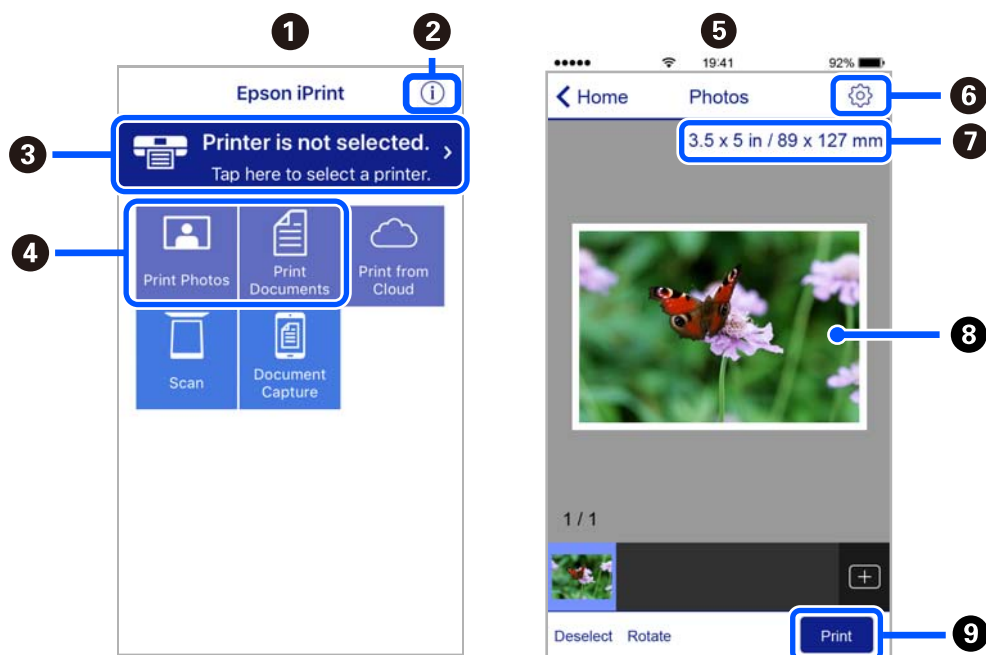 1
2
Epson iPrint
i
3
Printer is not selected.
Tap here to select a printer.
4
Print Photos
Print
Documents
Print from
Cloud
Scan
Document
Capture
5
19:41
92%
Home
Photos
6
3.5 x 5 in / 89 x 127 mm
7
8
1 / 1
Deselect
Rotate
Print
9